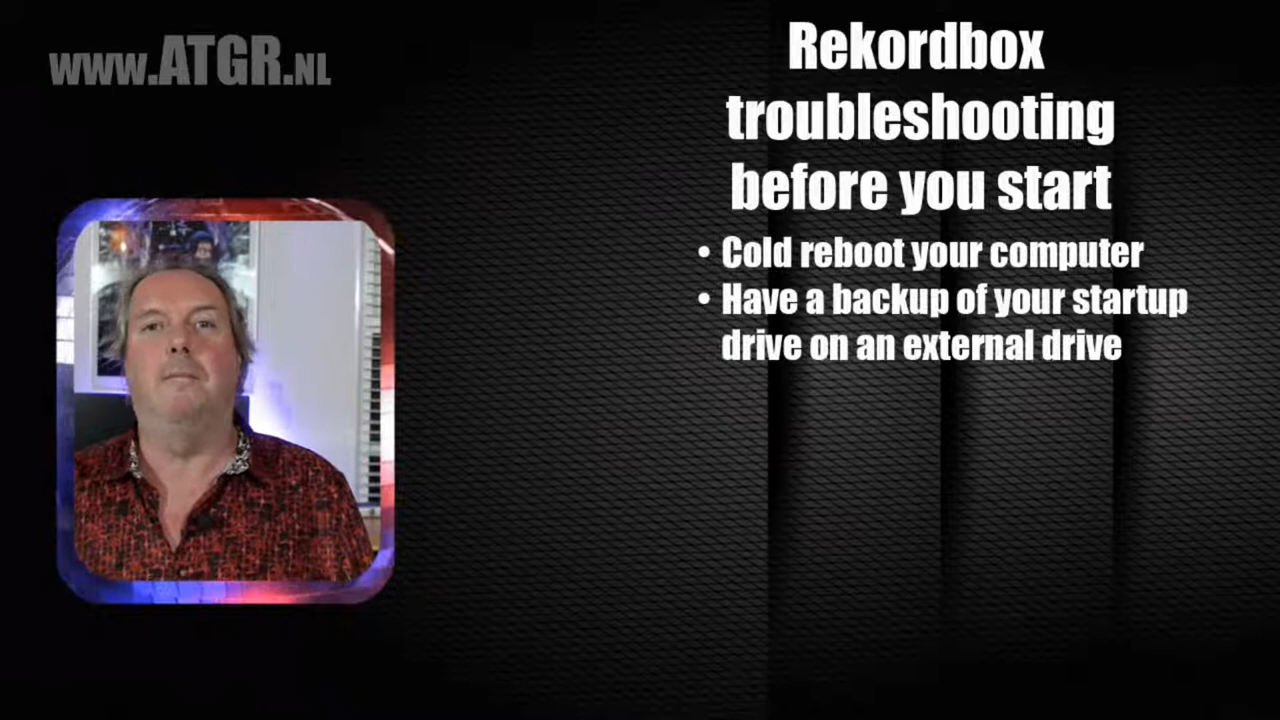 www.ATGR.NL
Rekordbox
troubleshooting
before you start
• Cold reboot your computer
• Have a backup of your startup
drive on an external drive